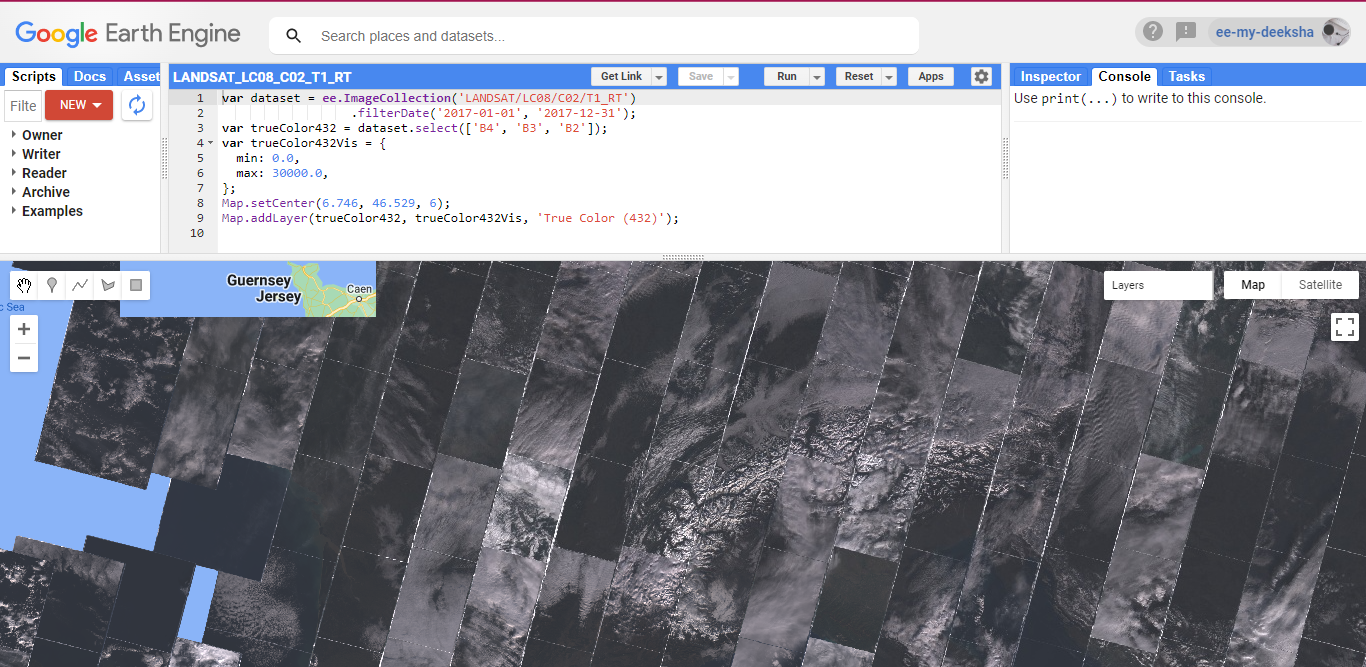 Google Earth Engine
Search places and datasets...
ee-my-deeksha
Scripts Docs Asset
LANDSAT_LC08_C02_T1_RT
Get Link Save Run Reset Apps
Inspector Console Tasks
Filte
NEW
Owner
Writer
Reader
Archive
Examples
1 var dataset = ee.ImageCollection('LANDSAT/LC08/C02/T1_RT')
2 .filterDate('2017-01-01', '2017-12-31');
3 var trueColor432 = dataset.select(['B4', 'B3', 'B2']);
4 var trueColor432Vis = {
5 min: 0.0,
6 max: 30000.0,
7 };
8 Map.setCenter(6.746, 46.529, 6);
9 Map.addLayer(trueColor432, trueColor432Vis, 'True Color (432)');
10
Use print(...) to write to this console.
Guernsey
Jersey
Caen
c Sea
Layers
Map Satellite